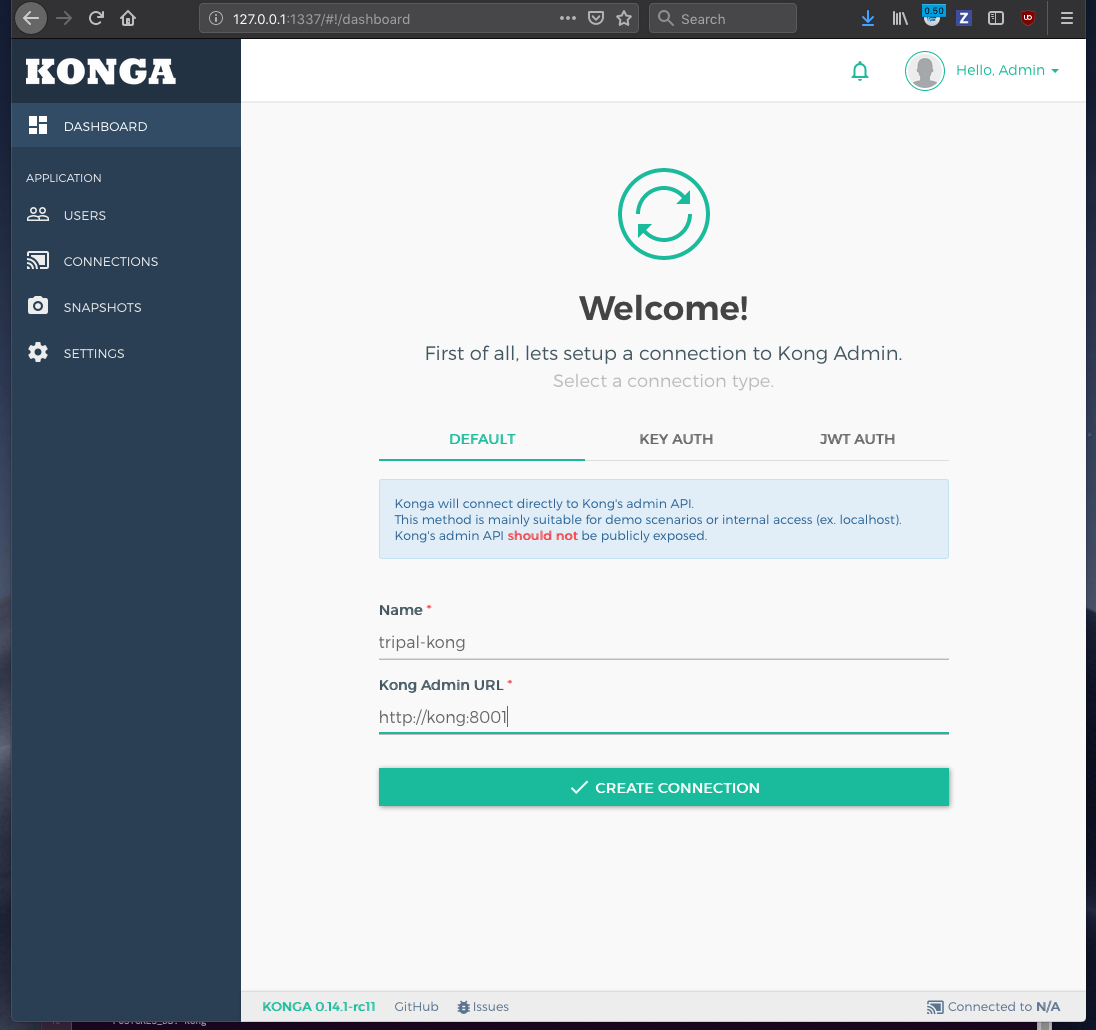 127.0.0.1:1337/#!/dashboard
Search
0.50
Z
UD
KONGA
Hello, Admin
DASHBOARD
APPLICATION
USERS
CONNECTIONS
SNAPSHOTS
SETTINGS
Welcome!
First of all, lets setup a connection to Kong Admin.
Select a connection type.
DEFAULT KEY AUTH JWT AUTH
Konga will connect directly to Kong's admin API.
This method is mainly suitable for demo scenarios or internal access (ex. localhost).
Kong's admin API should not be publicly exposed.
Name *
tripal-kong
Kong Admin URL *
http://kong:8001
CREATE CONNECTION
KONGA 0.14.1-rc11 GitHub Issues Connected to N/A